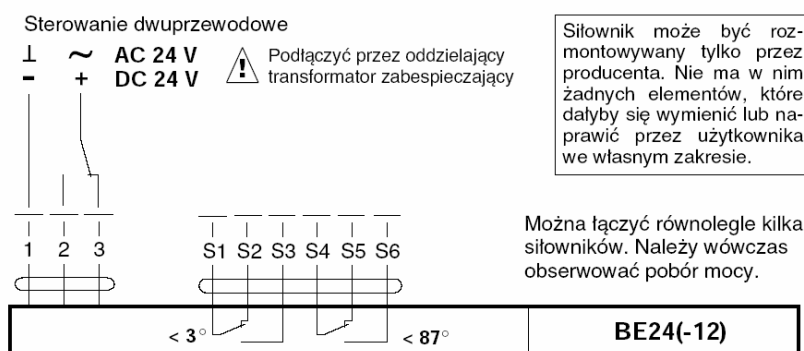 Sterowanie dwuprzewodowe
⊥ ~ AC 24 V
− + DC 24 V
Podłączyć przez oddzielający
transformator zabespieczający
Siłownik może być roz-
montowywany tylko przez
producenta. Nie ma w nim
żadnych elementów, które
dałyby się wymienić lub na-
prawić przez użytkownika
we własnym zakresie.
1 2 3
S1 S2 S3 S4 S5 S6
Można łączyć równolegle kilka
siłowników. Należy wówczas
obserwować pobór mocy.
< 3°
< 87°
BE24(-12)